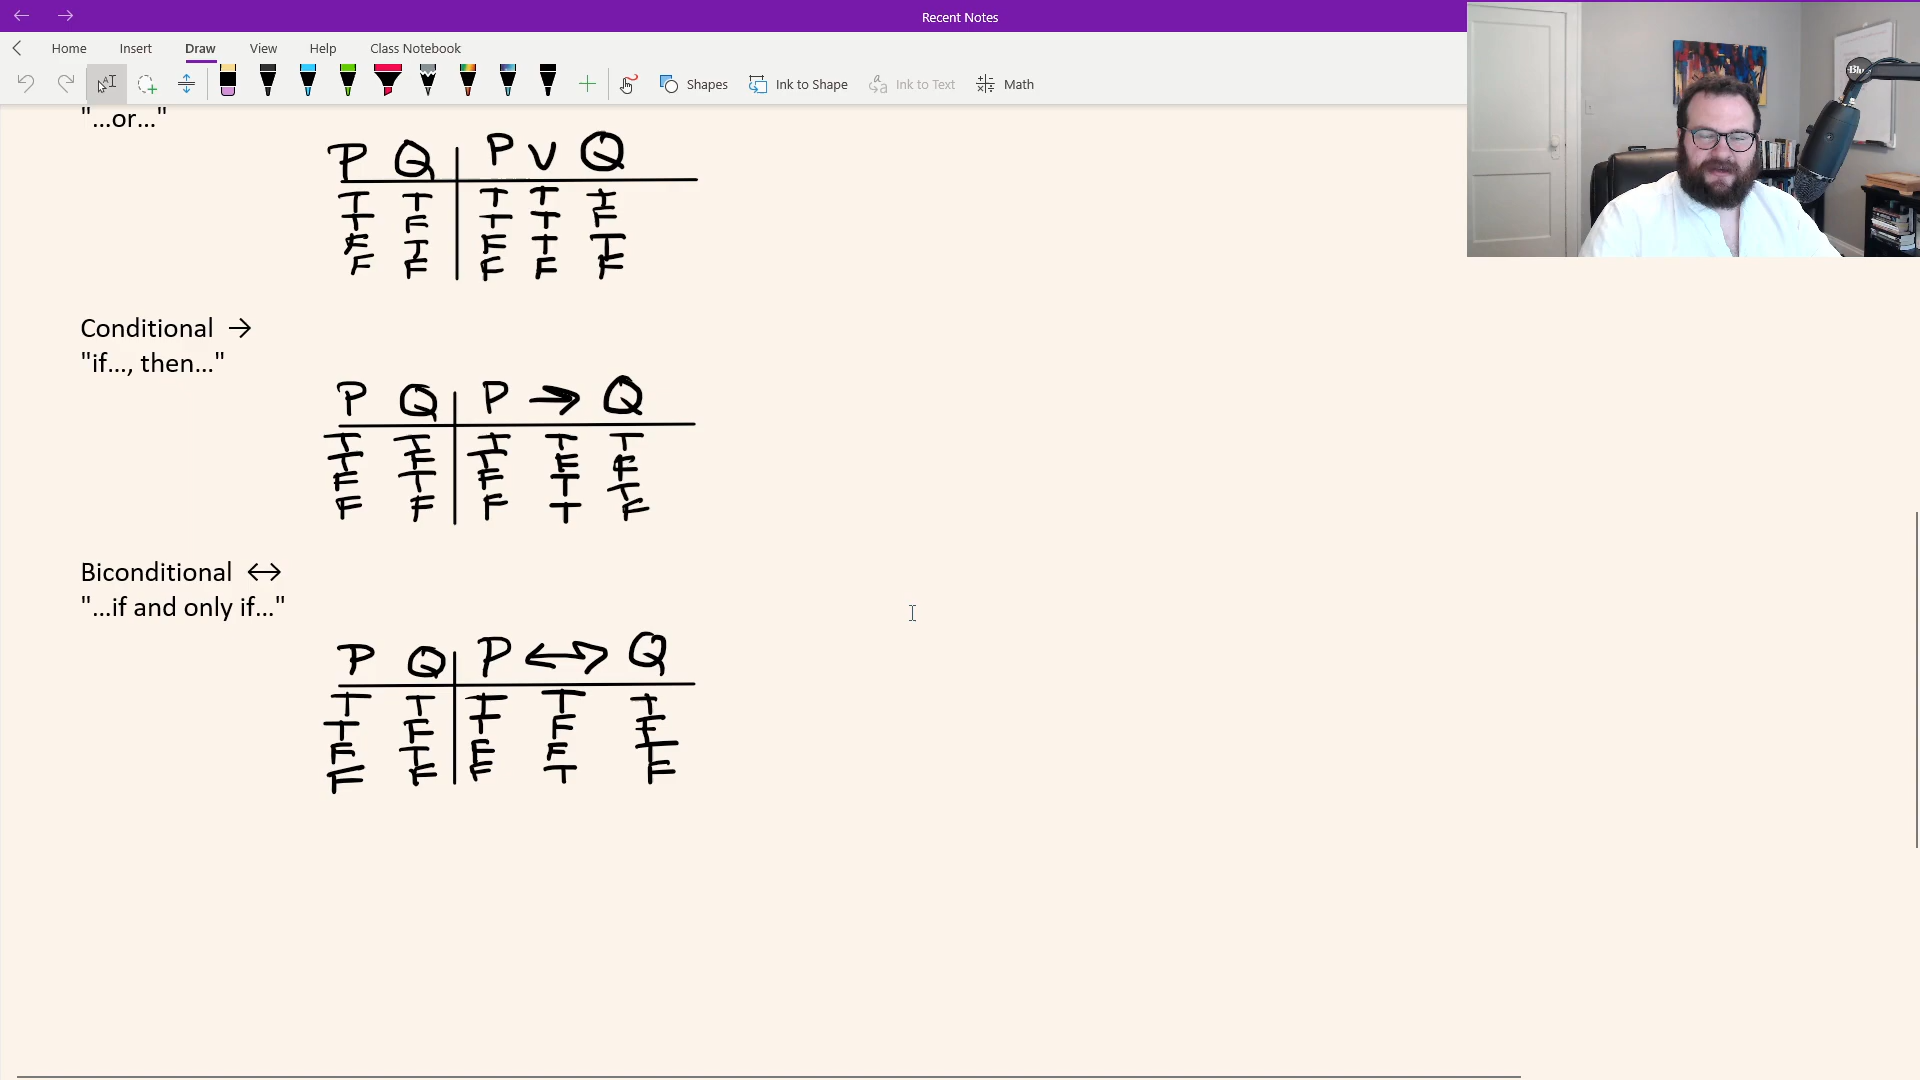 Recent Notes
Home Insert Draw View Help Class Notebook
Shapes Ink to Shape Ink to Text Math
"...or..."
P Q P V Q
T T T T T
T F T T F
F T F T T
F F F F F
Conditional →
"if..., then..."
P Q P → Q
T T T T T
T F T F F
F T F T T
F F F T F
Biconditional ↔
"...if and only if..."
P Q P ↔ Q
T T T T T
T F T F F
F T F F T
F F F T F
Blue